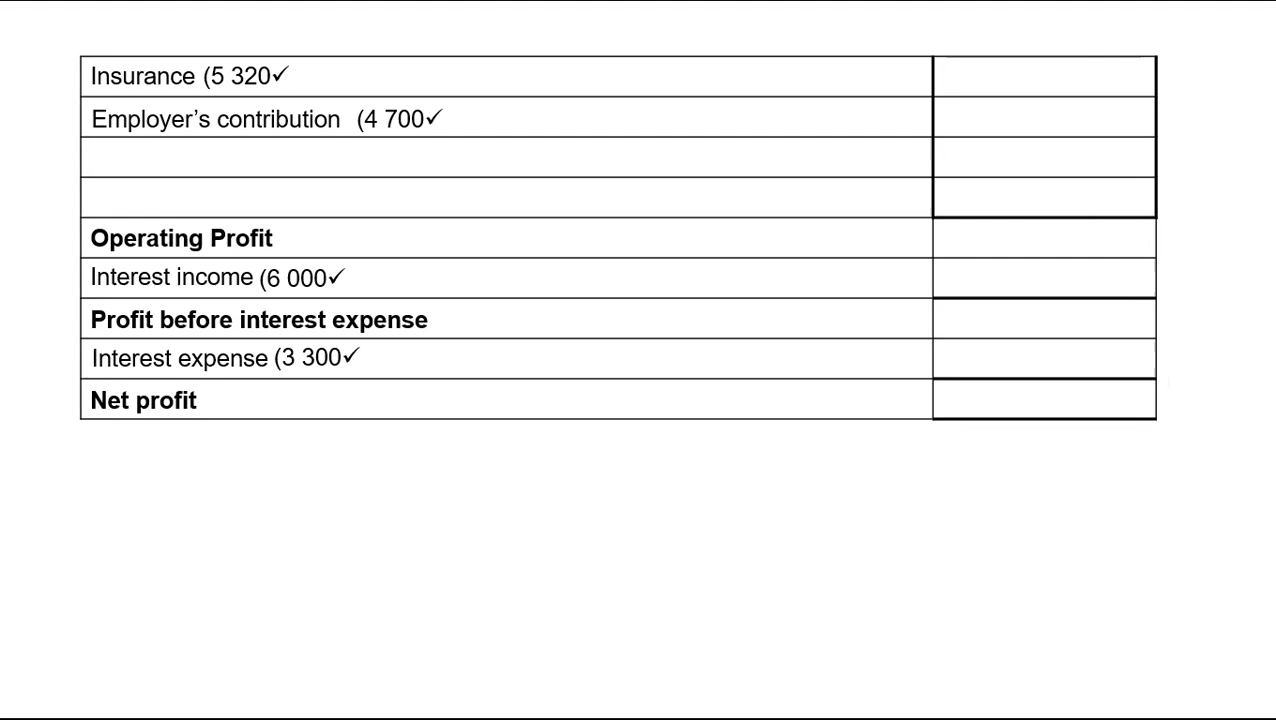 Insurance (5 320✓
Employer’s contribution (4 700✓
Operating Profit
Interest income (6 000✓
Profit before interest expense
Interest expense (3 300✓
Net profit